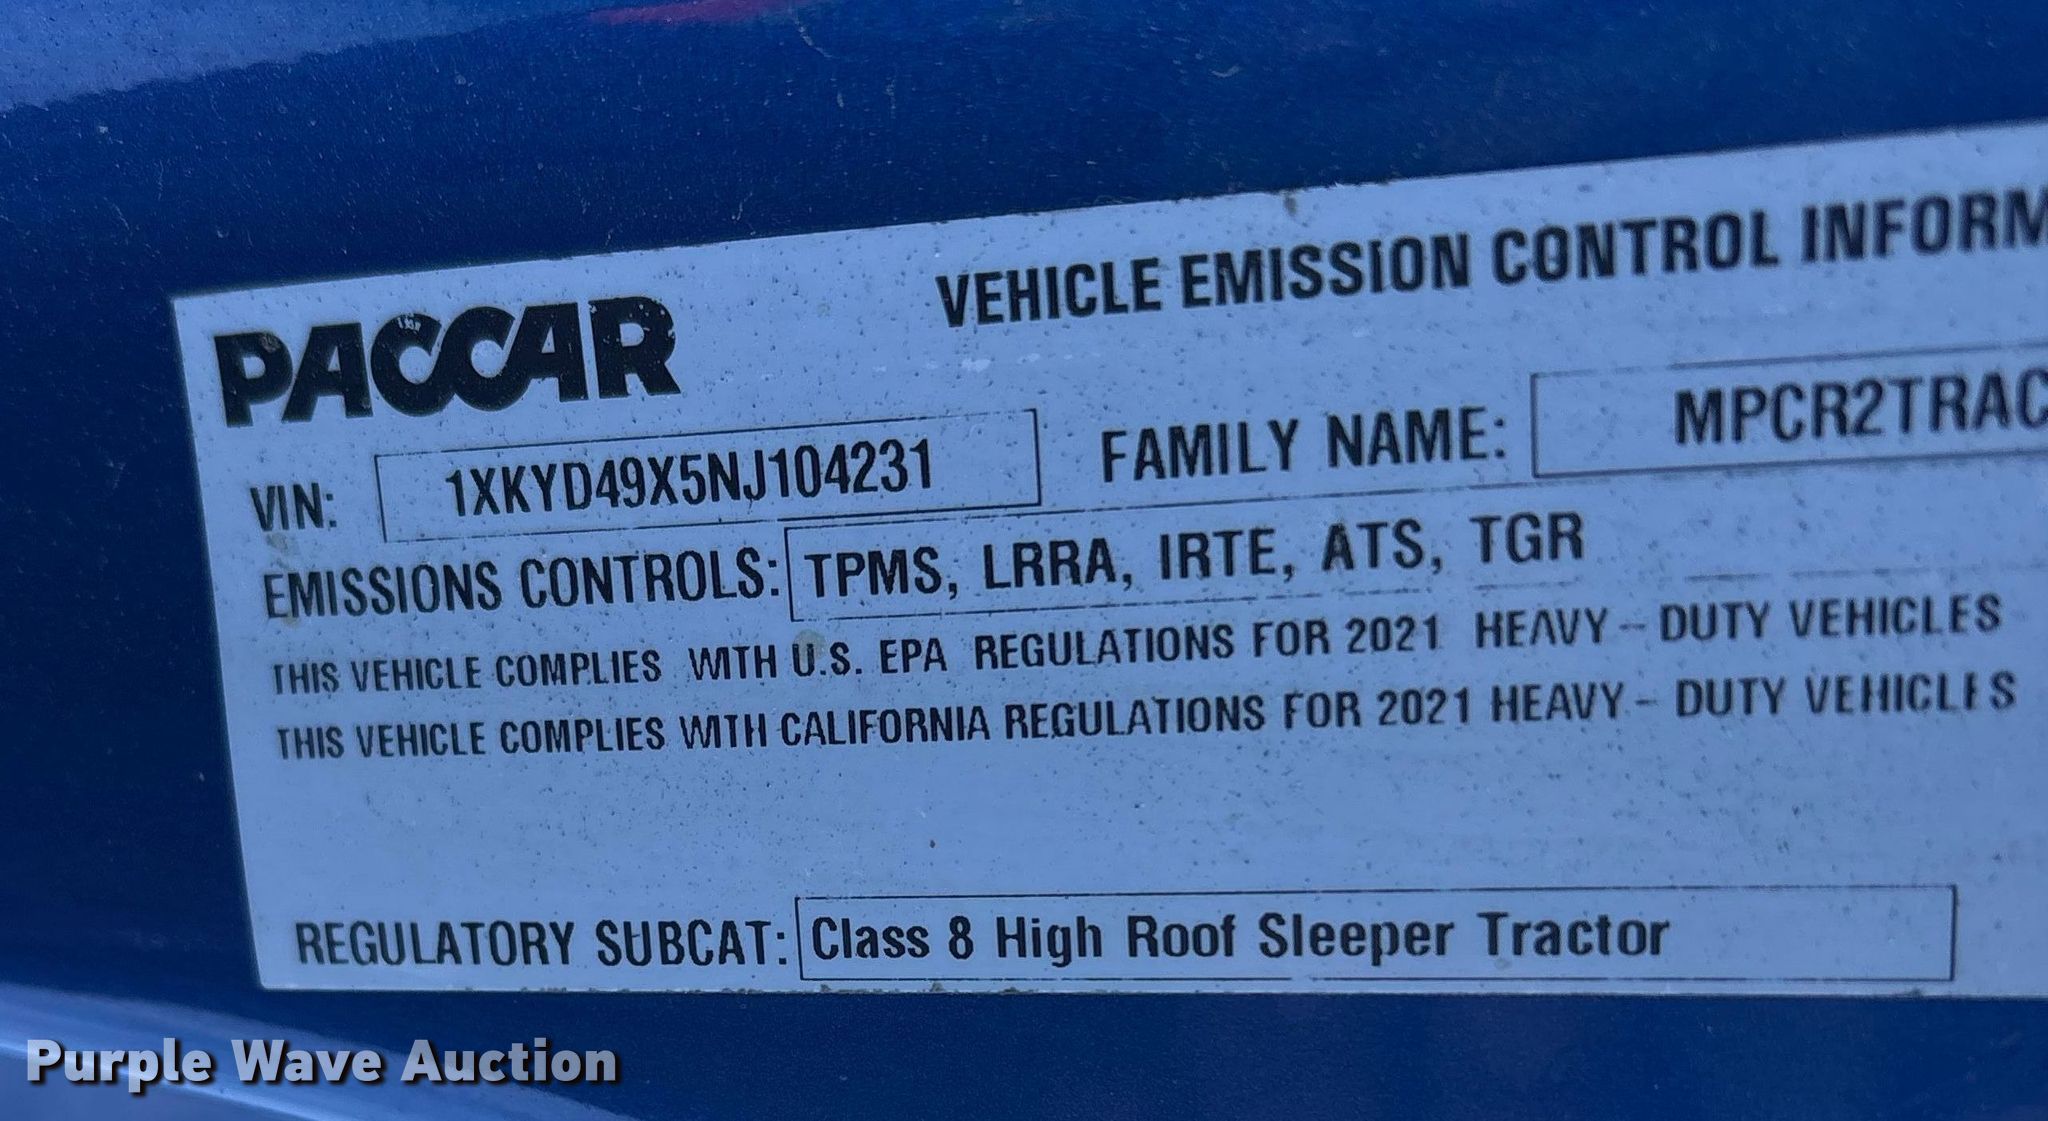 PACCAR
VEHICLE EMISSION CONTROL INFORM
VIN: 1XKYD49X5NJ104231 FAMILY NAME: MPCR2TRAC
EMISSIONS CONTROLS: TPMS, LRRA, IRTE, ATS, TGR
THIS VEHICLE COMPLIES WITH U.S. EPA REGULATIONS FOR 2021 HEAVY-DUTY VEHICLES
THIS VEHICLE COMPLIES WITH CALIFORNIA REGULATIONS FOR 2021 HEAVY-DUTY VEHICLES
REGULATORY SUBCAT: Class 8 High Roof Sleeper Tractor
Purple Wave Auction